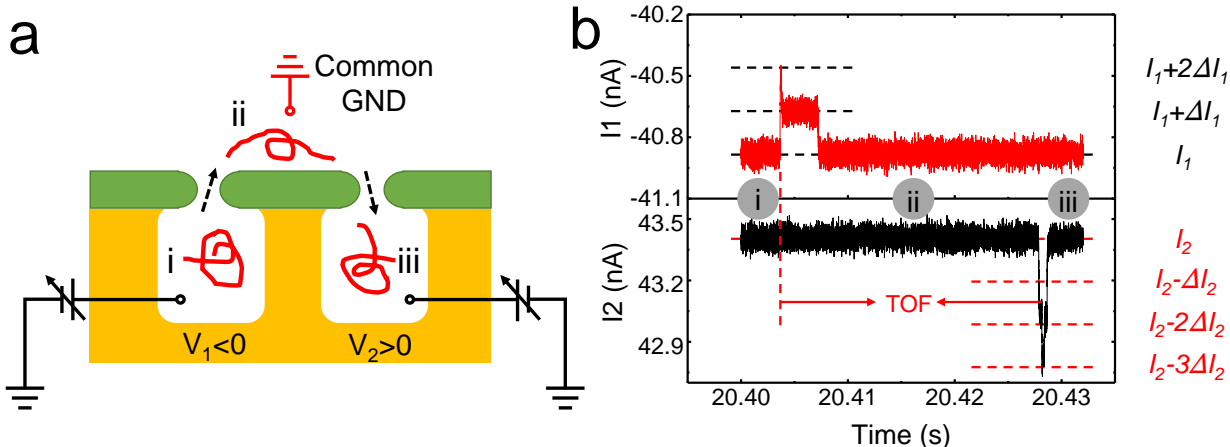 a
Common
GND
ii
i
iii
V₁<0
V₂>0
b
I1 (nA)
-40.2
-40.5
-40.8
-41.1
I₁+2ΔI₁
I₁+ΔI₁
I₁
i
ii
iii
I2 (nA)
43.5
43.2
42.9
TOF
I₂
I₂-ΔI₂
I₂-2ΔI₂
I₂-3ΔI₂
20.40
20.41
20.42
20.43
Time (s)